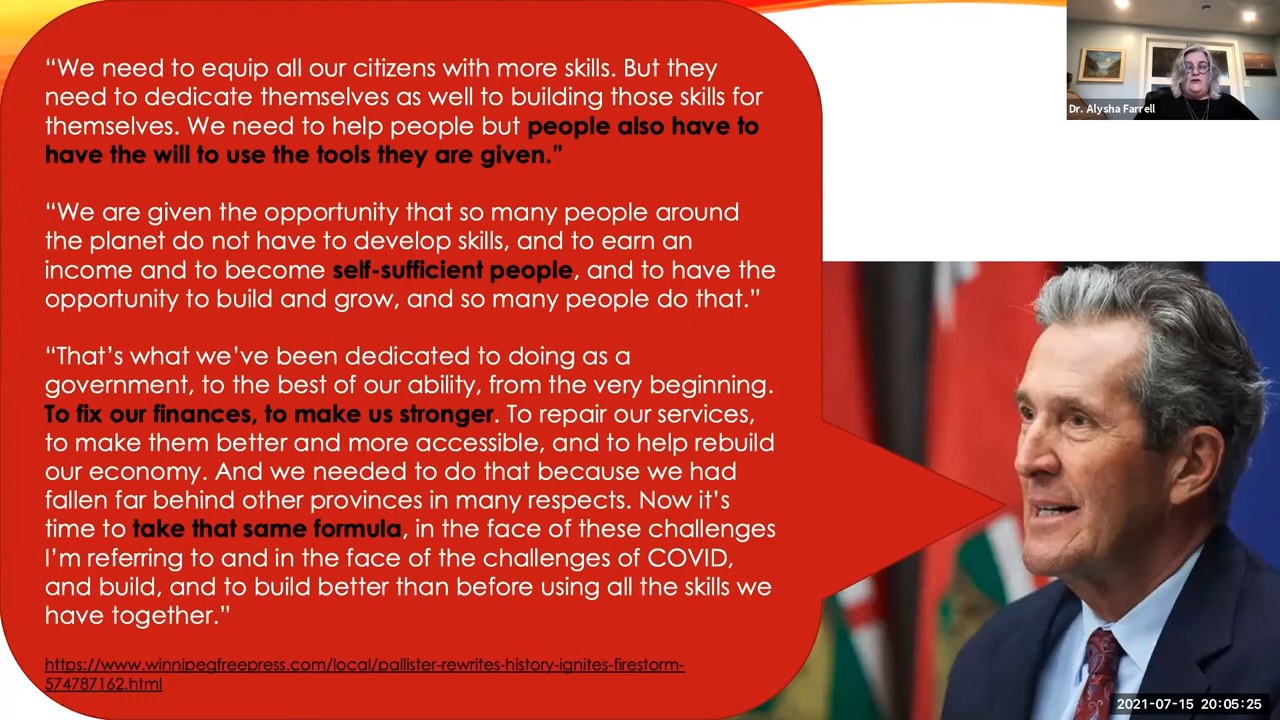 “We need to equip all our citizens with more skills. But they
need to dedicate themselves as well to building those skills for
themselves. We need to help people but people also have to
have the will to use the tools they are given.”
“We are given the opportunity that so many people around
the planet do not have to develop skills, and to earn an
income and to become self-sufficient people, and to have the
opportunity to build and grow, and so many people do that.”
“That’s what we’ve been dedicated to doing as a
government, to the best of our ability, from the very beginning.
To fix our finances, to make us stronger. To repair our services,
to make them better and more accessible, and to help rebuild
our economy. And we needed to do that because we had
fallen far behind other provinces in many respects. Now it’s
time to take that same formula, in the face of these challenges
I’m referring to and in the face of the challenges of COVID,
and build, and to build better than before using all the skills we
have together.”
https://www.winnipegfreepress.com/local/pallister-rewrites-history-ignites-firestorm-
574787162.html
Dr. Alysha Farrell
2021-07-15 20:05:25